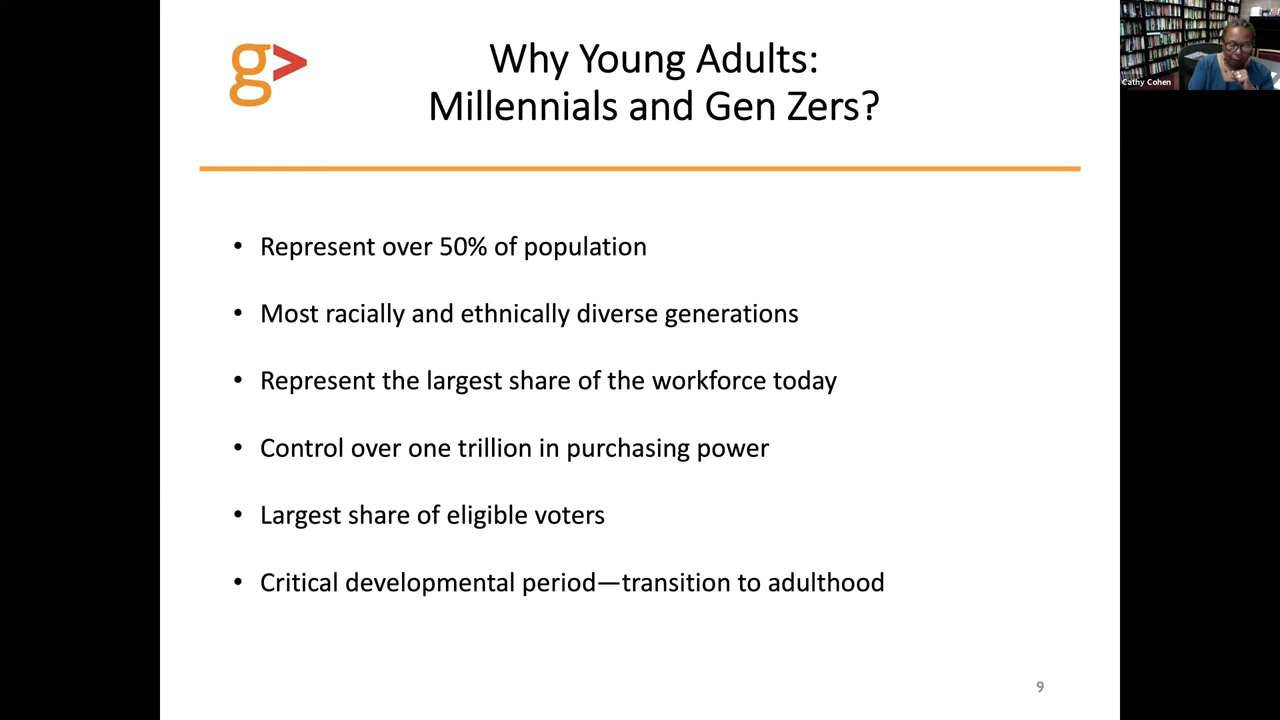 g>
Why Young Adults:
Millennials and Gen Zers?
• Represent over 50% of population
• Most racially and ethnically diverse generations
• Represent the largest share of the workforce today
• Control over one trillion in purchasing power
• Largest share of eligible voters
• Critical developmental period—transition to adulthood
9
Cathy Cohen